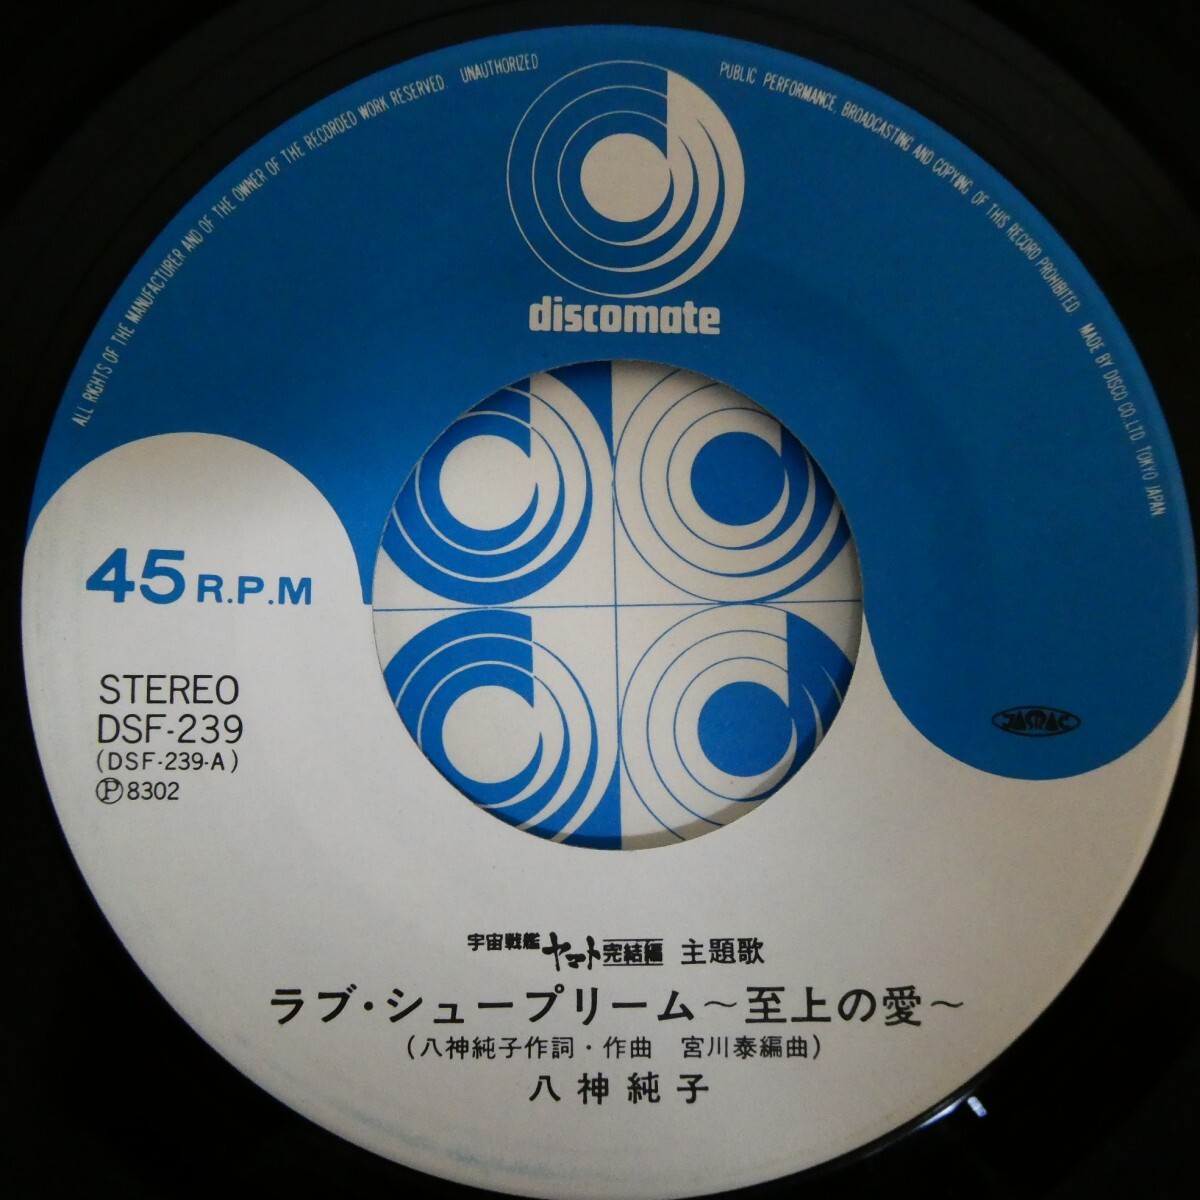 ALL RIGHTS OF THE MANUFACTURER AND OF THE OWNER OF THE RECORDED WORK RESERVED. UNAUTHORIZED PUBLIC PERFORMANCE, BROADCASTING AND COPYING OF THIS RECORD PROHIBITED. MADE BY DISCO CO.,LTD TOKYO JAPAN
discomate
45 R.P.M
STEREO
DSF-239
(DSF-239-A)
Ⓟ8302
JASRAC
宇宙戦艦ヤマト完結編 主題歌
ラブ・シュープリーム〜至上の愛〜
(八神純子作詞・作曲 宮川泰編曲)
八神純子